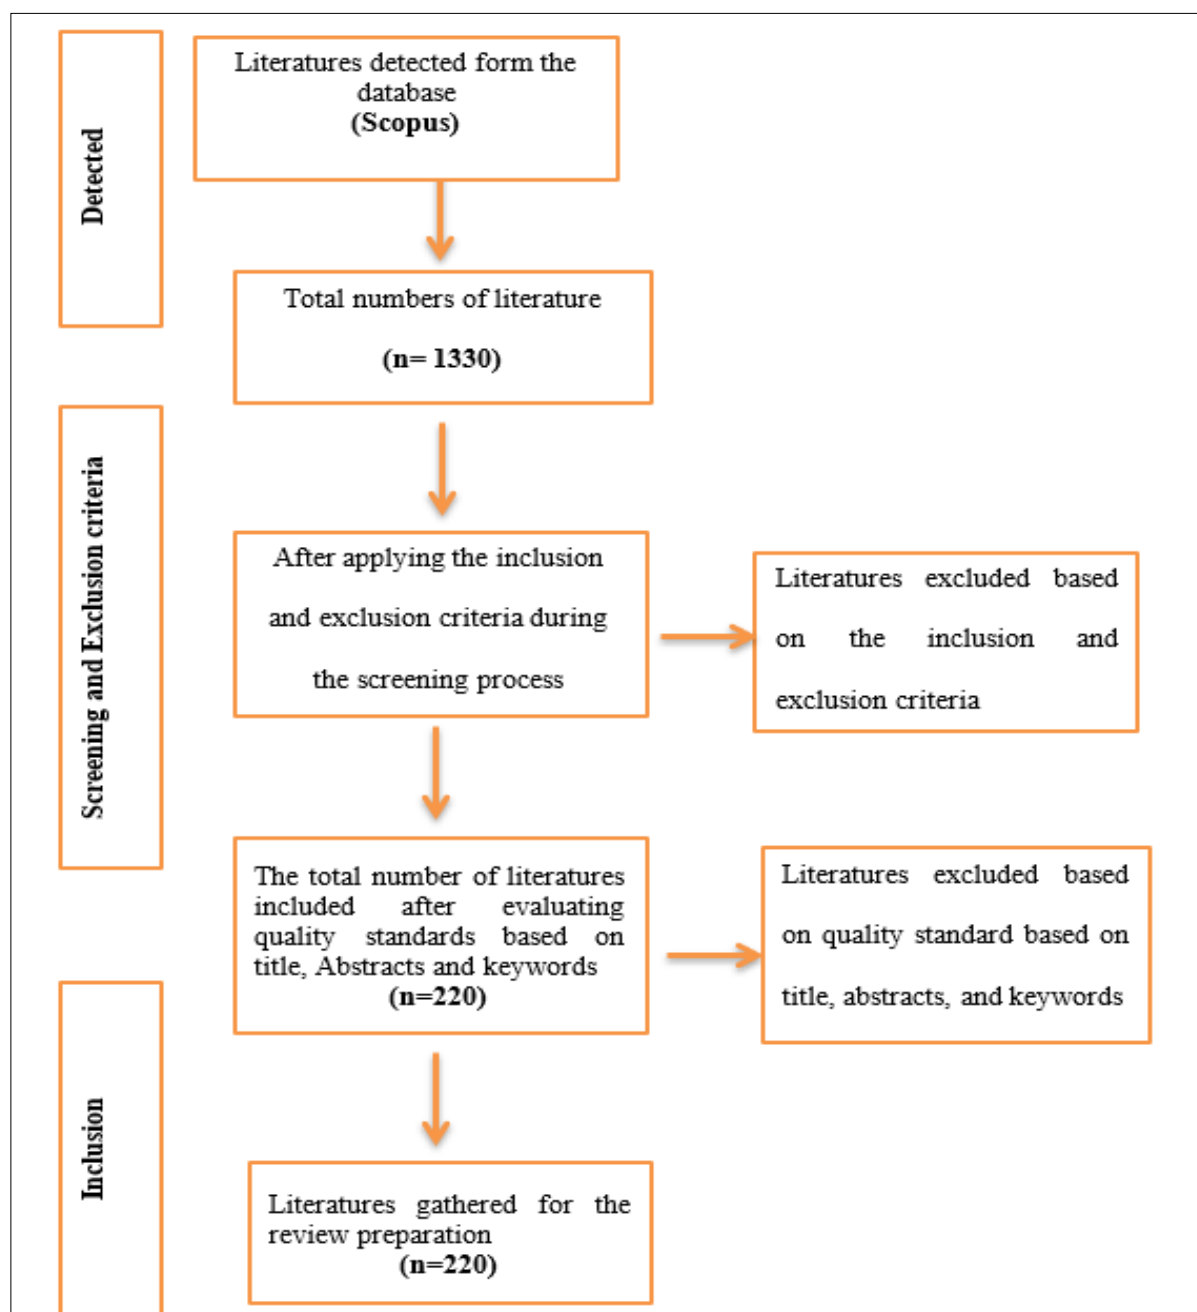 Detected
Literatures detected form the
database
(Scopus)
Total numbers of literature
(n= 1330)
Screening and Exclusion criteria
After applying the inclusion
and exclusion criteria during
the screening process
Literatures excluded based
on the inclusion and
exclusion criteria
The total number of literatures
included after evaluating
quality standards based on
title, Abstracts and keywords
(n=220)
Literatures excluded based
on quality standard based on
title, abstracts, and keywords
Inclusion
Literatures gathered for the
review preparation
(n=220)